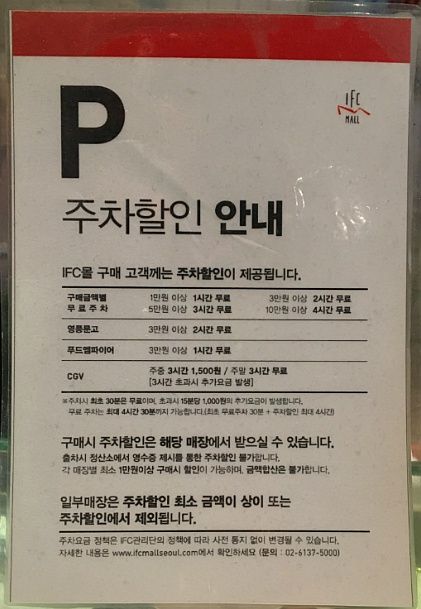 P
IFC
MALL
주차할인 안내
IFC몰 구매 고객께는 주차할인이 제공됩니다.
구매금액별 1만원 이상 1시간 무료 3만원 이상 2시간 무료
무료주차 5만원 이상 3시간 무료 10만원 이상 4시간 무료
영풍문고 3만원 이상 2시간 무료
푸드엠파이어 3만원 이상 1시간 무료
CGV 주중 3시간 1,500원 / 주말 3시간 무료
[3시간 초과시 추가요금 발생]
※주차시 최초 30분은 무료이며, 초과시 15분당 1,000원의 추가요금이 발생합니다.
무료 주차는 최대 4시간 30분까지 가능합니다.(최초 무료주차 30분 + 주차할인 최대 4시간)
구매시 주차할인은 해당 매장에서 받으실 수 있습니다.
출차시 정산소에서 영수증 제시를 통한 주차할인 불가합니다.
각 매장별 최소 1만원이상 구매시 할인이 가능하며, 금액합산은 불가합니다.
일부매장은 주차할인 최소 금액이 상이 또는
주차할인에서 제외됩니다.
주차요금 정책은 IFC관리단의 정책에 따라 사전 통지 없이 변경될 수 있습니다.
자세한 내용은 www.ifcmallseoul.com에서 확인하세요 (문의 : 02-6137-5000)